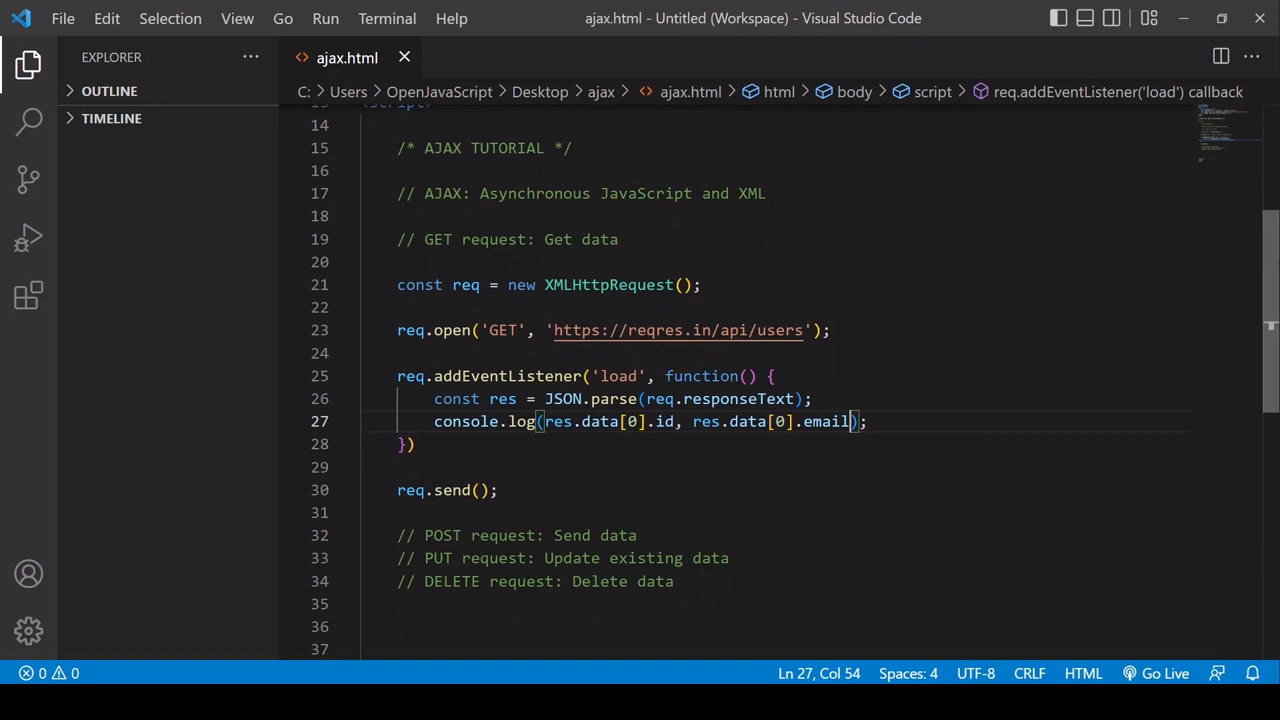 File Edit Selection View Go Run Terminal Help ajax.html - Untitled (Workspace) - Visual Studio Code
EXPLORER ··· <> ajax.html ×
OUTLINE
TIMELINE
C: > Users > OpenJavaScript > Desktop > ajax > <> ajax.html > html > body > script > req.addEventListener('load') callback
13 <script>
14
15 /* AJAX TUTORIAL */
16
17 // AJAX: Asynchronous JavaScript and XML
18
19 // GET request: Get data
20
21 const req = new XMLHttpRequest();
22
23 req.open('GET', 'https://reqres.in/api/users');
24
25 req.addEventListener('load', function() {
26 const res = JSON.parse(req.responseText);
27 console.log(res.data[0].id, res.data[0].email);
28 })
29
30 req.send();
31
32 // POST request: Send data
33 // PUT request: Update existing data
34 // DELETE request: Delete data
35
36
37
0 0 Ln 27, Col 54 Spaces: 4 UTF-8 CRLF HTML Go Live